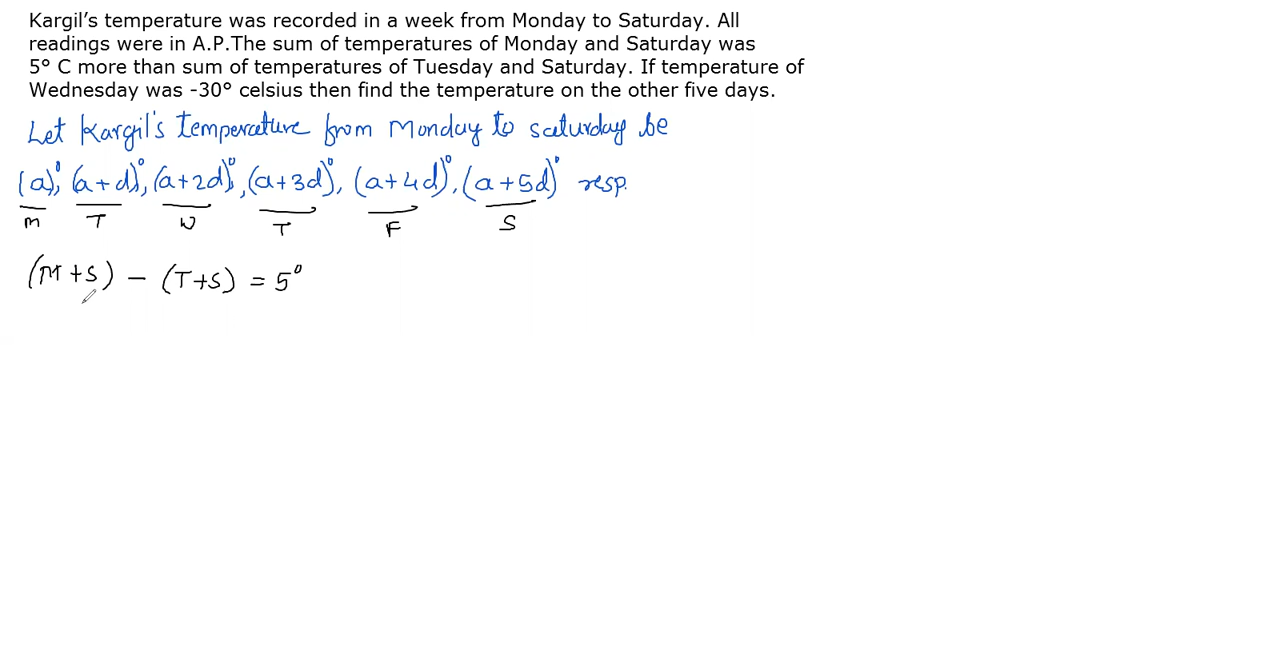 Kargil’s temperature was recorded in a week from Monday to Saturday. All
readings were in A.P.The sum of temperatures of Monday and Saturday was
5° C more than sum of temperatures of Tuesday and Saturday. If temperature of
Wednesday was -30° celsius then find the temperature on the other five days.
Let Kargil's temperature from Monday to saturday be
(a)°, (a+d)°, (a+2d)°, (a+3d)°, (a+4d)°, (a+5d)° resp.
M T W T F S
(M+S) - (T+S) = 5°